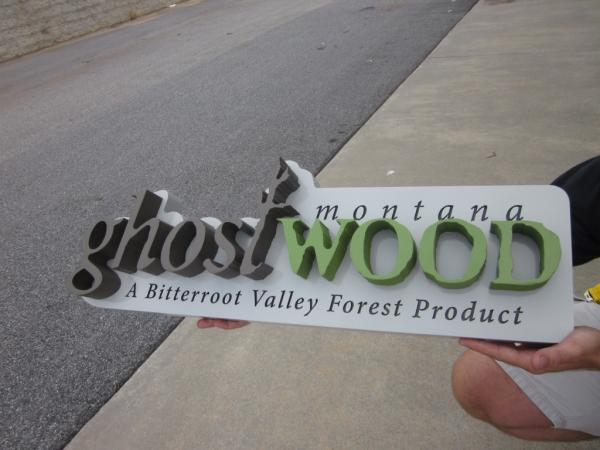 montana
ghostWOOD
A Bitterroot Valley Forest Product